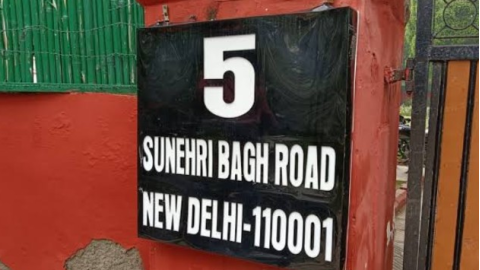 5
SUNEHRI BAGH ROAD
NEW DELHI-110001